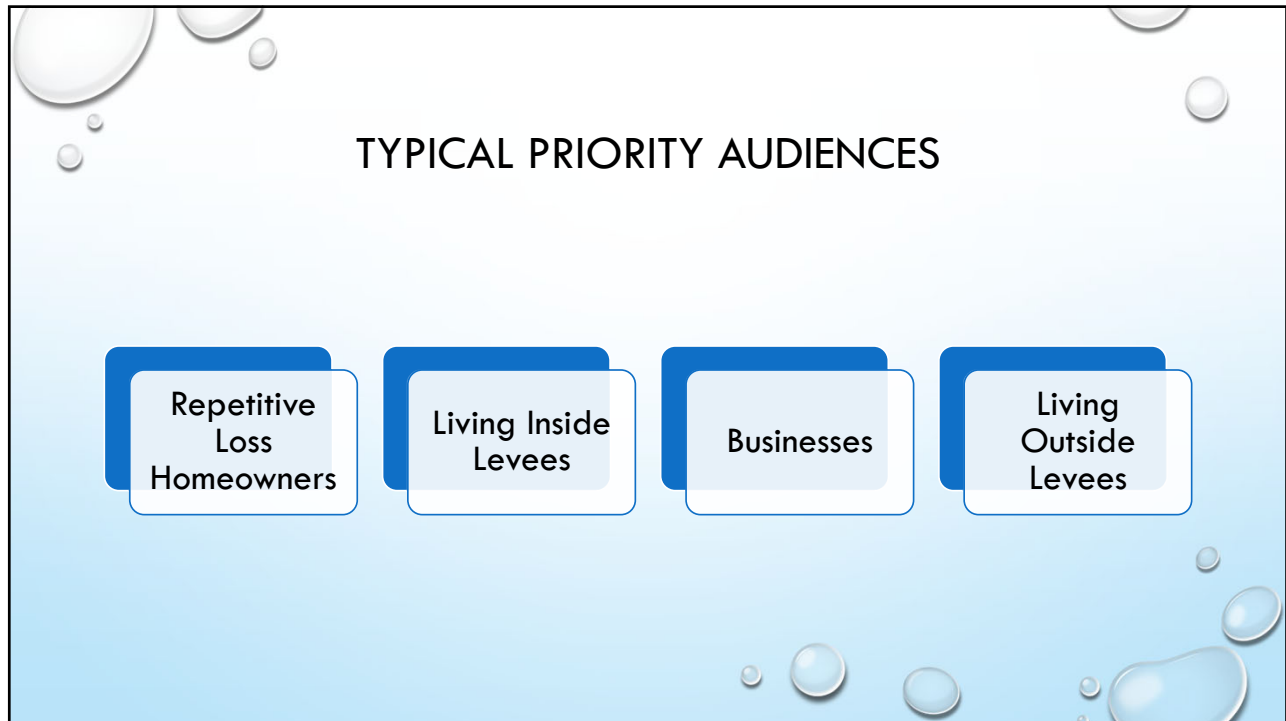 TYPICAL PRIORITY AUDIENCES
Repetitive
Loss
Homeowners
Living Inside
Levees
Businesses
Living
Outside
Levees